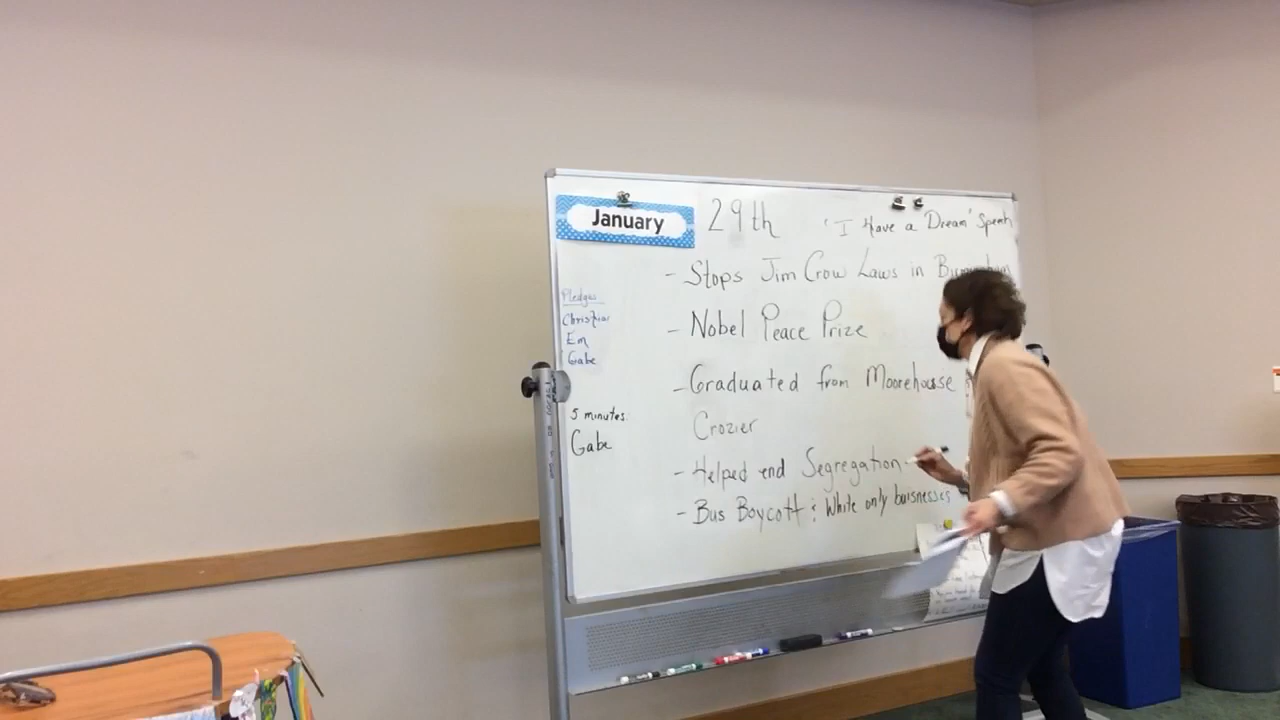 January 29th
"I Have a Dream" Speech
- Stops Jim Crow Laws in
Pledges
Christian
Em
Gabe
- Nobel Peace Prize
- Graduated from Moorehouse
Crozier
5 minutes:
Gabe
- Helped end Segregation
- Bus Boycott & White only buisnesses